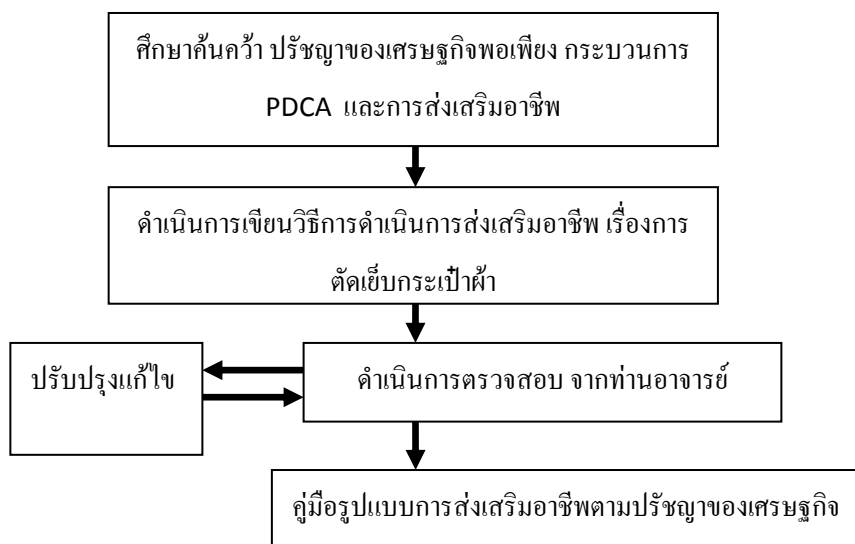 ศึกษาค้นคว้า ปรัชญาของเศรษฐกิจพอเพียง กระบวนการ
PDCA และการส่งเสริมอาชีพ
ดำเนินการเขียนวิธีการดำเนินการส่งเสริมอาชีพ เรื่องการ
ตัดเย็บกระเป๋าผ้า
ปรับปรุงแก้ไข
ดำเนินการตรวจสอบ จากท่านอาจารย์
คู่มือรูปแบบการส่งเสริมอาชีพตามปรัชญาของเศรษฐกิจ